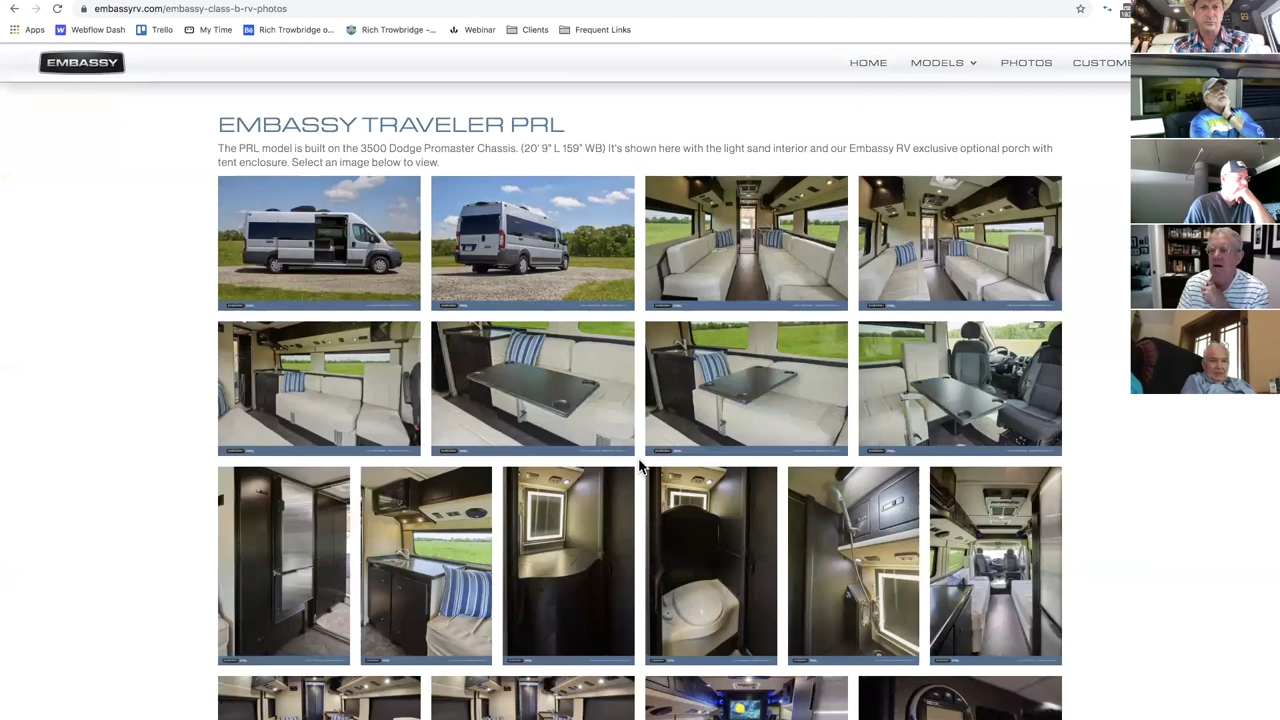 embassyrv.com/embassy-class-b-rv-photos
Apps Webflow Dash Trello My Time Rich Trowbridge o... Rich Trowbridge -... Webinar Clients Frequent Links
EMBASSY HOME MODELS PHOTOS CUSTOME
EMBASSY TRAVELER PRL
The PRL model is built on the 3500 Dodge Promaster Chassis. (20' 9" L 159" WB) It's shown here with the light sand interior and our Embassy RV exclusive optional porch with
tent enclosure. Select an image below to view.